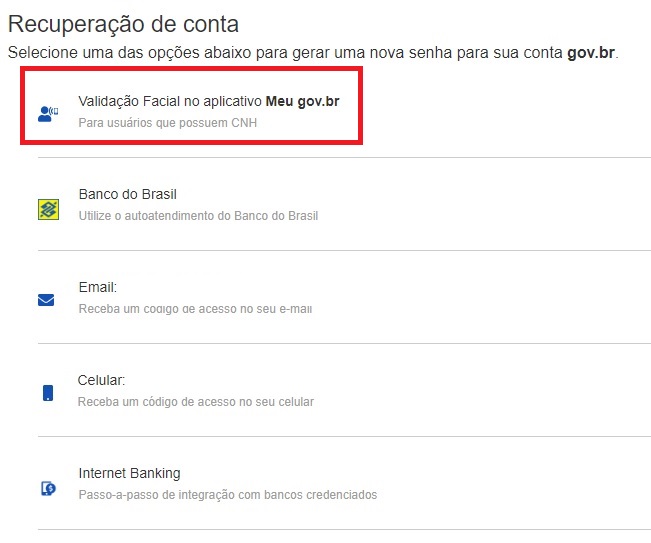 Recuperação de conta
Selecione uma das opções abaixo para gerar uma nova senha para sua conta gov.br.
Validação Facial no aplicativo Meu gov.br
Para usuários que possuem CNH
Banco do Brasil
Utilize o autoatendimento do Banco do Brasil
Email:
Receba um código de acesso no seu e-mail
Celular:
Receba um código de acesso no seu celular
Internet Banking
Passo-a-passo de integração com bancos credenciados